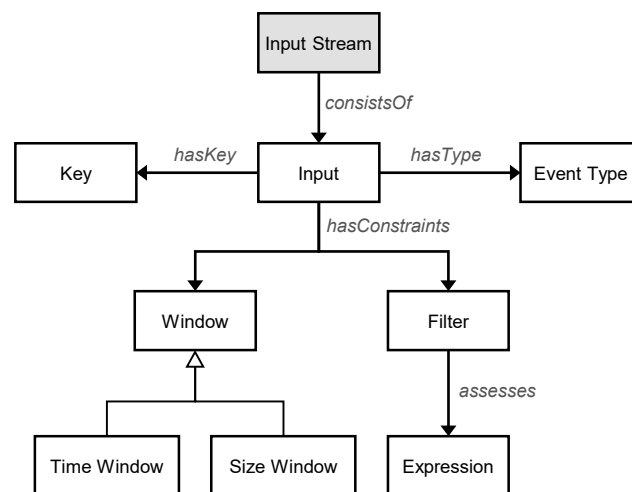 Input Stream
consistsOf
hasKey
hasType
Key
Input
Event Type
hasConstraints
Window
Filter
assesses
Time Window
Size Window
Expression